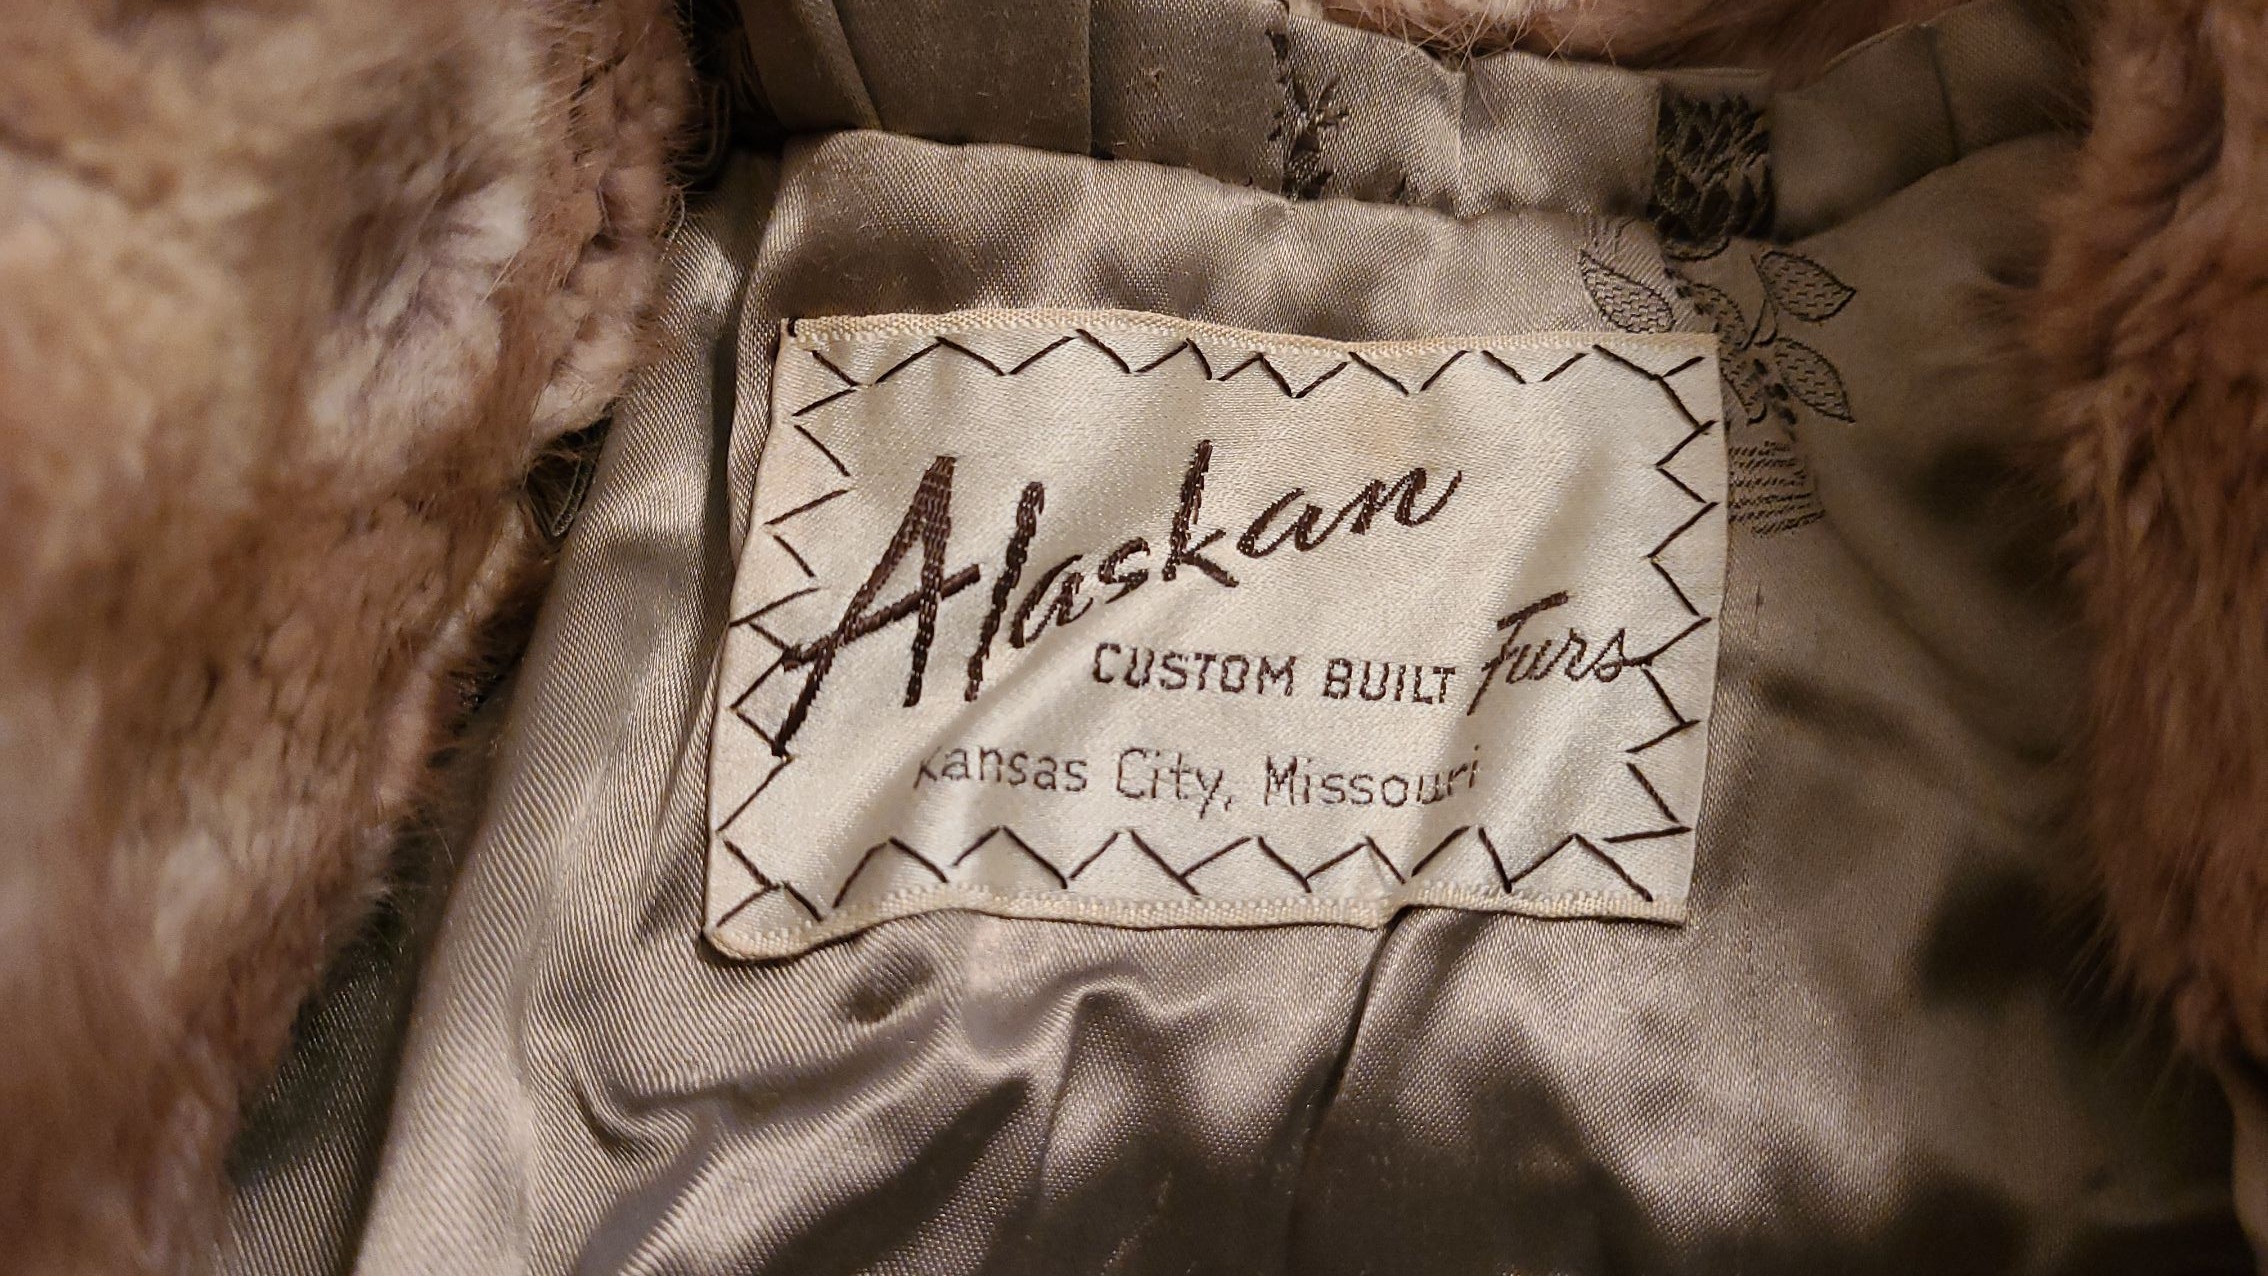 Alaskan
CUSTOM BUILT Furs
Kansas City, Missouri